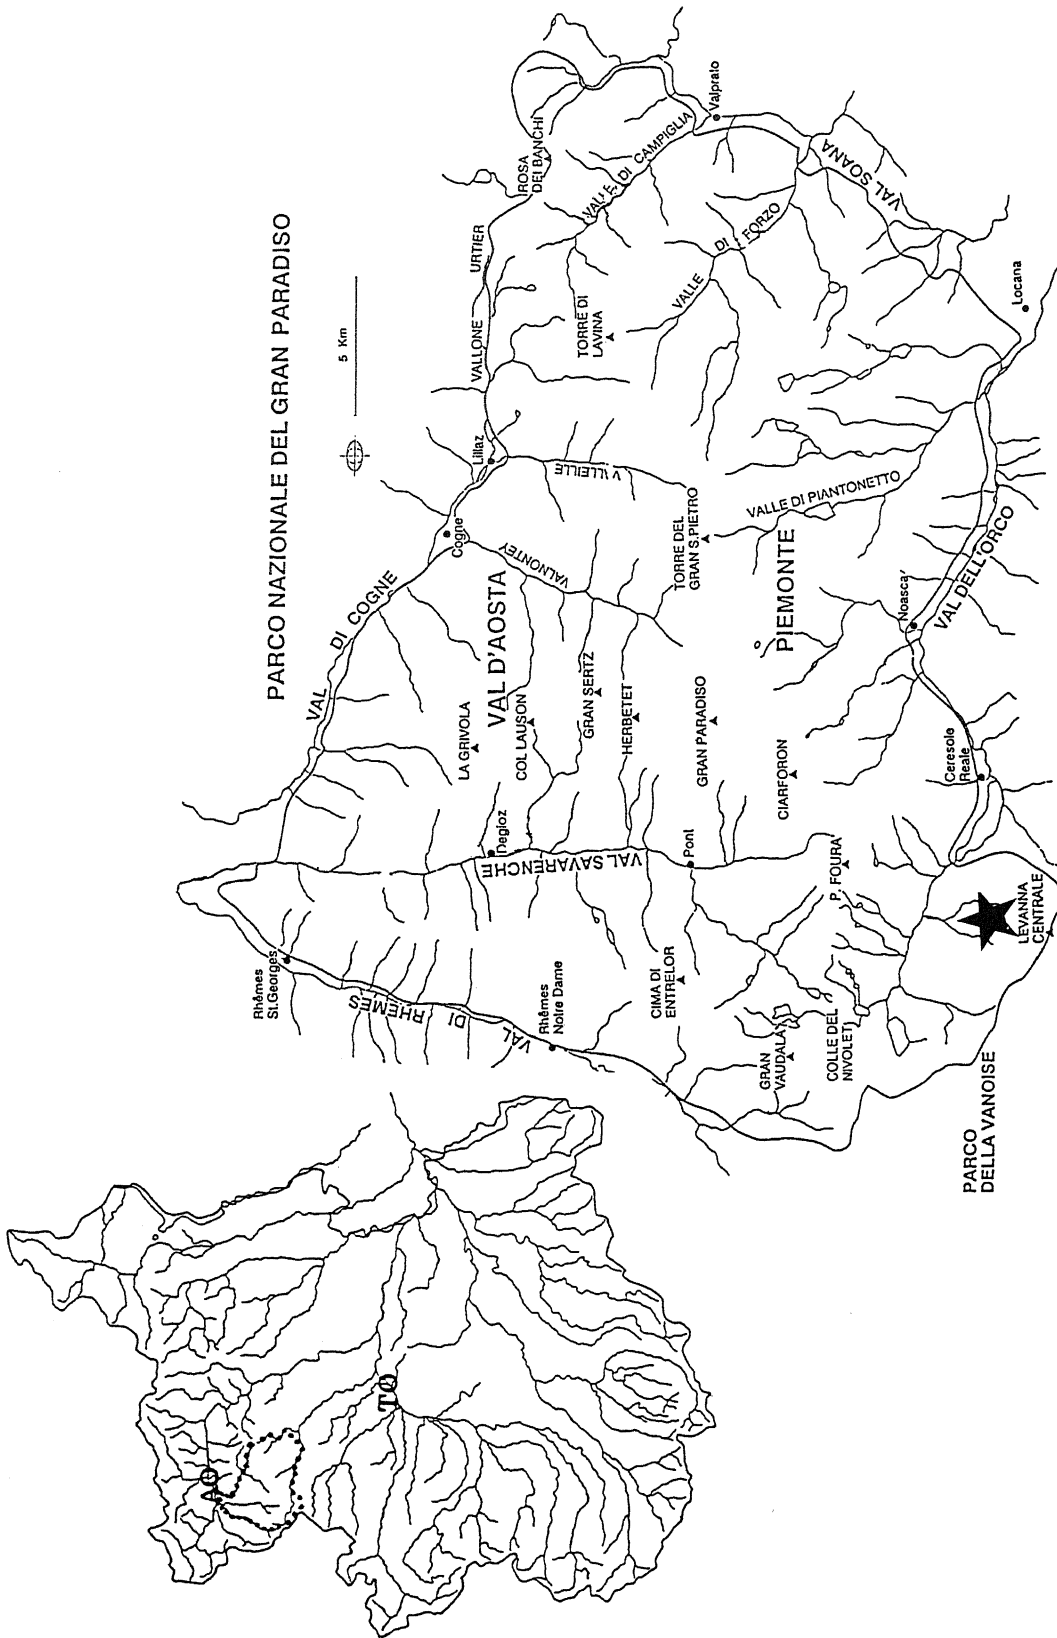 PARCO NAZIONALE DEL GRAN PARADISO
5 Km
AO
TO
Rhêmes
St.Georges
VAL DI RHEMES
Rhêmes
Notre Dame
VAL DI COGNE
Cogne
Lillaz
VALLONE URTIER
ROSA
DEI BANCHI
LA GRIVOLA
VAL D'AOSTA
COL LAUSON
Degioz
VAL SAVARENCHE
GRAN SERTZ
HERBETET
VALNONTEY
VALLEILLE
TORRE DI
LAVINA
VALLE DI CAMPIGLIA
Valprato
VALLE DI FORZO
VAL SOANA
CIMA DI
ENTRELOR
Pont
GRAN PARADISO
TORRE DEL
GRAN S.PIETRO
PIEMONTE
VALLE DI PIANTONETTO
GRAN
VAUDALA
COLLE DEL
NIVOLET
P. FOURA
CIARFORON
Noasca
VAL DELL'ORCO
Locana
Ceresole
Reale
LEVANNA
CENTRALE
PARCO
DELLA VANOISE